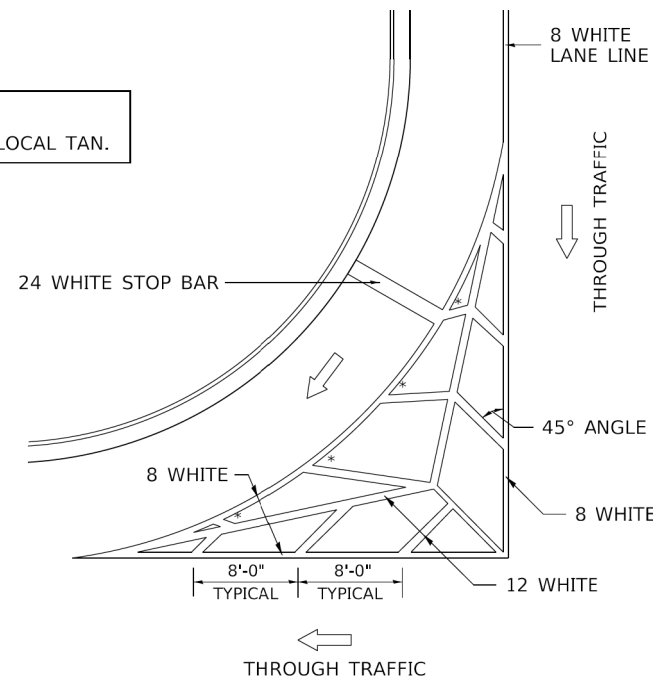 8 WHITE
LANE LINE
LOCAL TAN.
THROUGH TRAFFIC
24 WHITE STOP BAR
*
*
45° ANGLE
*
8 WHITE
*
8 WHITE
8'-0"
8'-0"
TYPICAL
TYPICAL
12 WHITE
THROUGH TRAFFIC